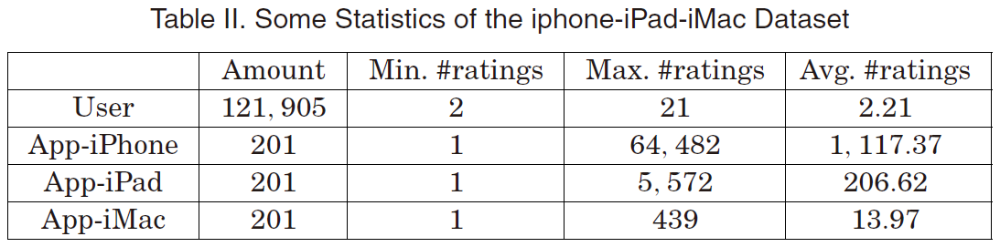 Table II. Some Statistics of the iphone-iPad-iMac Dataset
Amount Min. #ratings Max. #ratings Avg. #ratings
User 121, 905 2 21 2.21
App-iPhone 201 1 64, 482 1, 117.37
App-iPad 201 1 5, 572 206.62
App-iMac 201 1 439 13.97